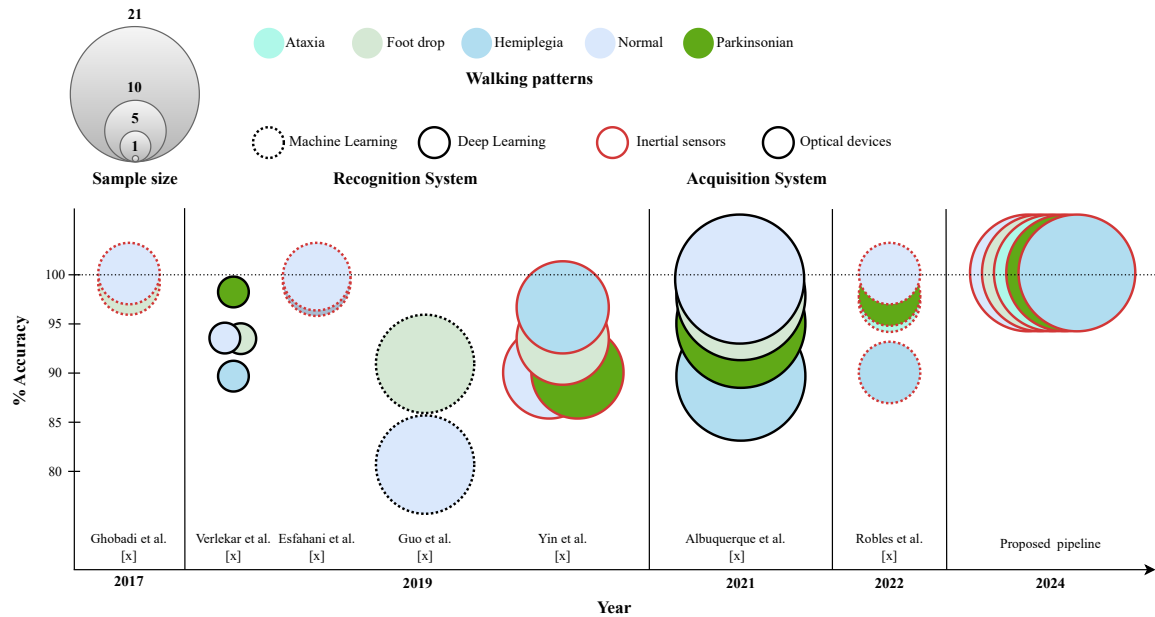 21
10
5
1
Sample size
Ataxia
Foot drop
Hemiplegia
Normal
Parkinsonian
Walking patterns
Machine Learning
Deep Learning
Inertial sensors
Optical devices
Recognition System
Acquisition System
% Accuracy
100
95
90
85
80
Ghobadi et al.
[x]
Verlekar et al.
[x]
Esfahani et al.
[x]
Guo et al.
[x]
Yin et al.
[x]
Albuquerque et al.
[x]
Robles et al.
[x]
Proposed pipeline
2017
2019
2021
2022
2024
Year